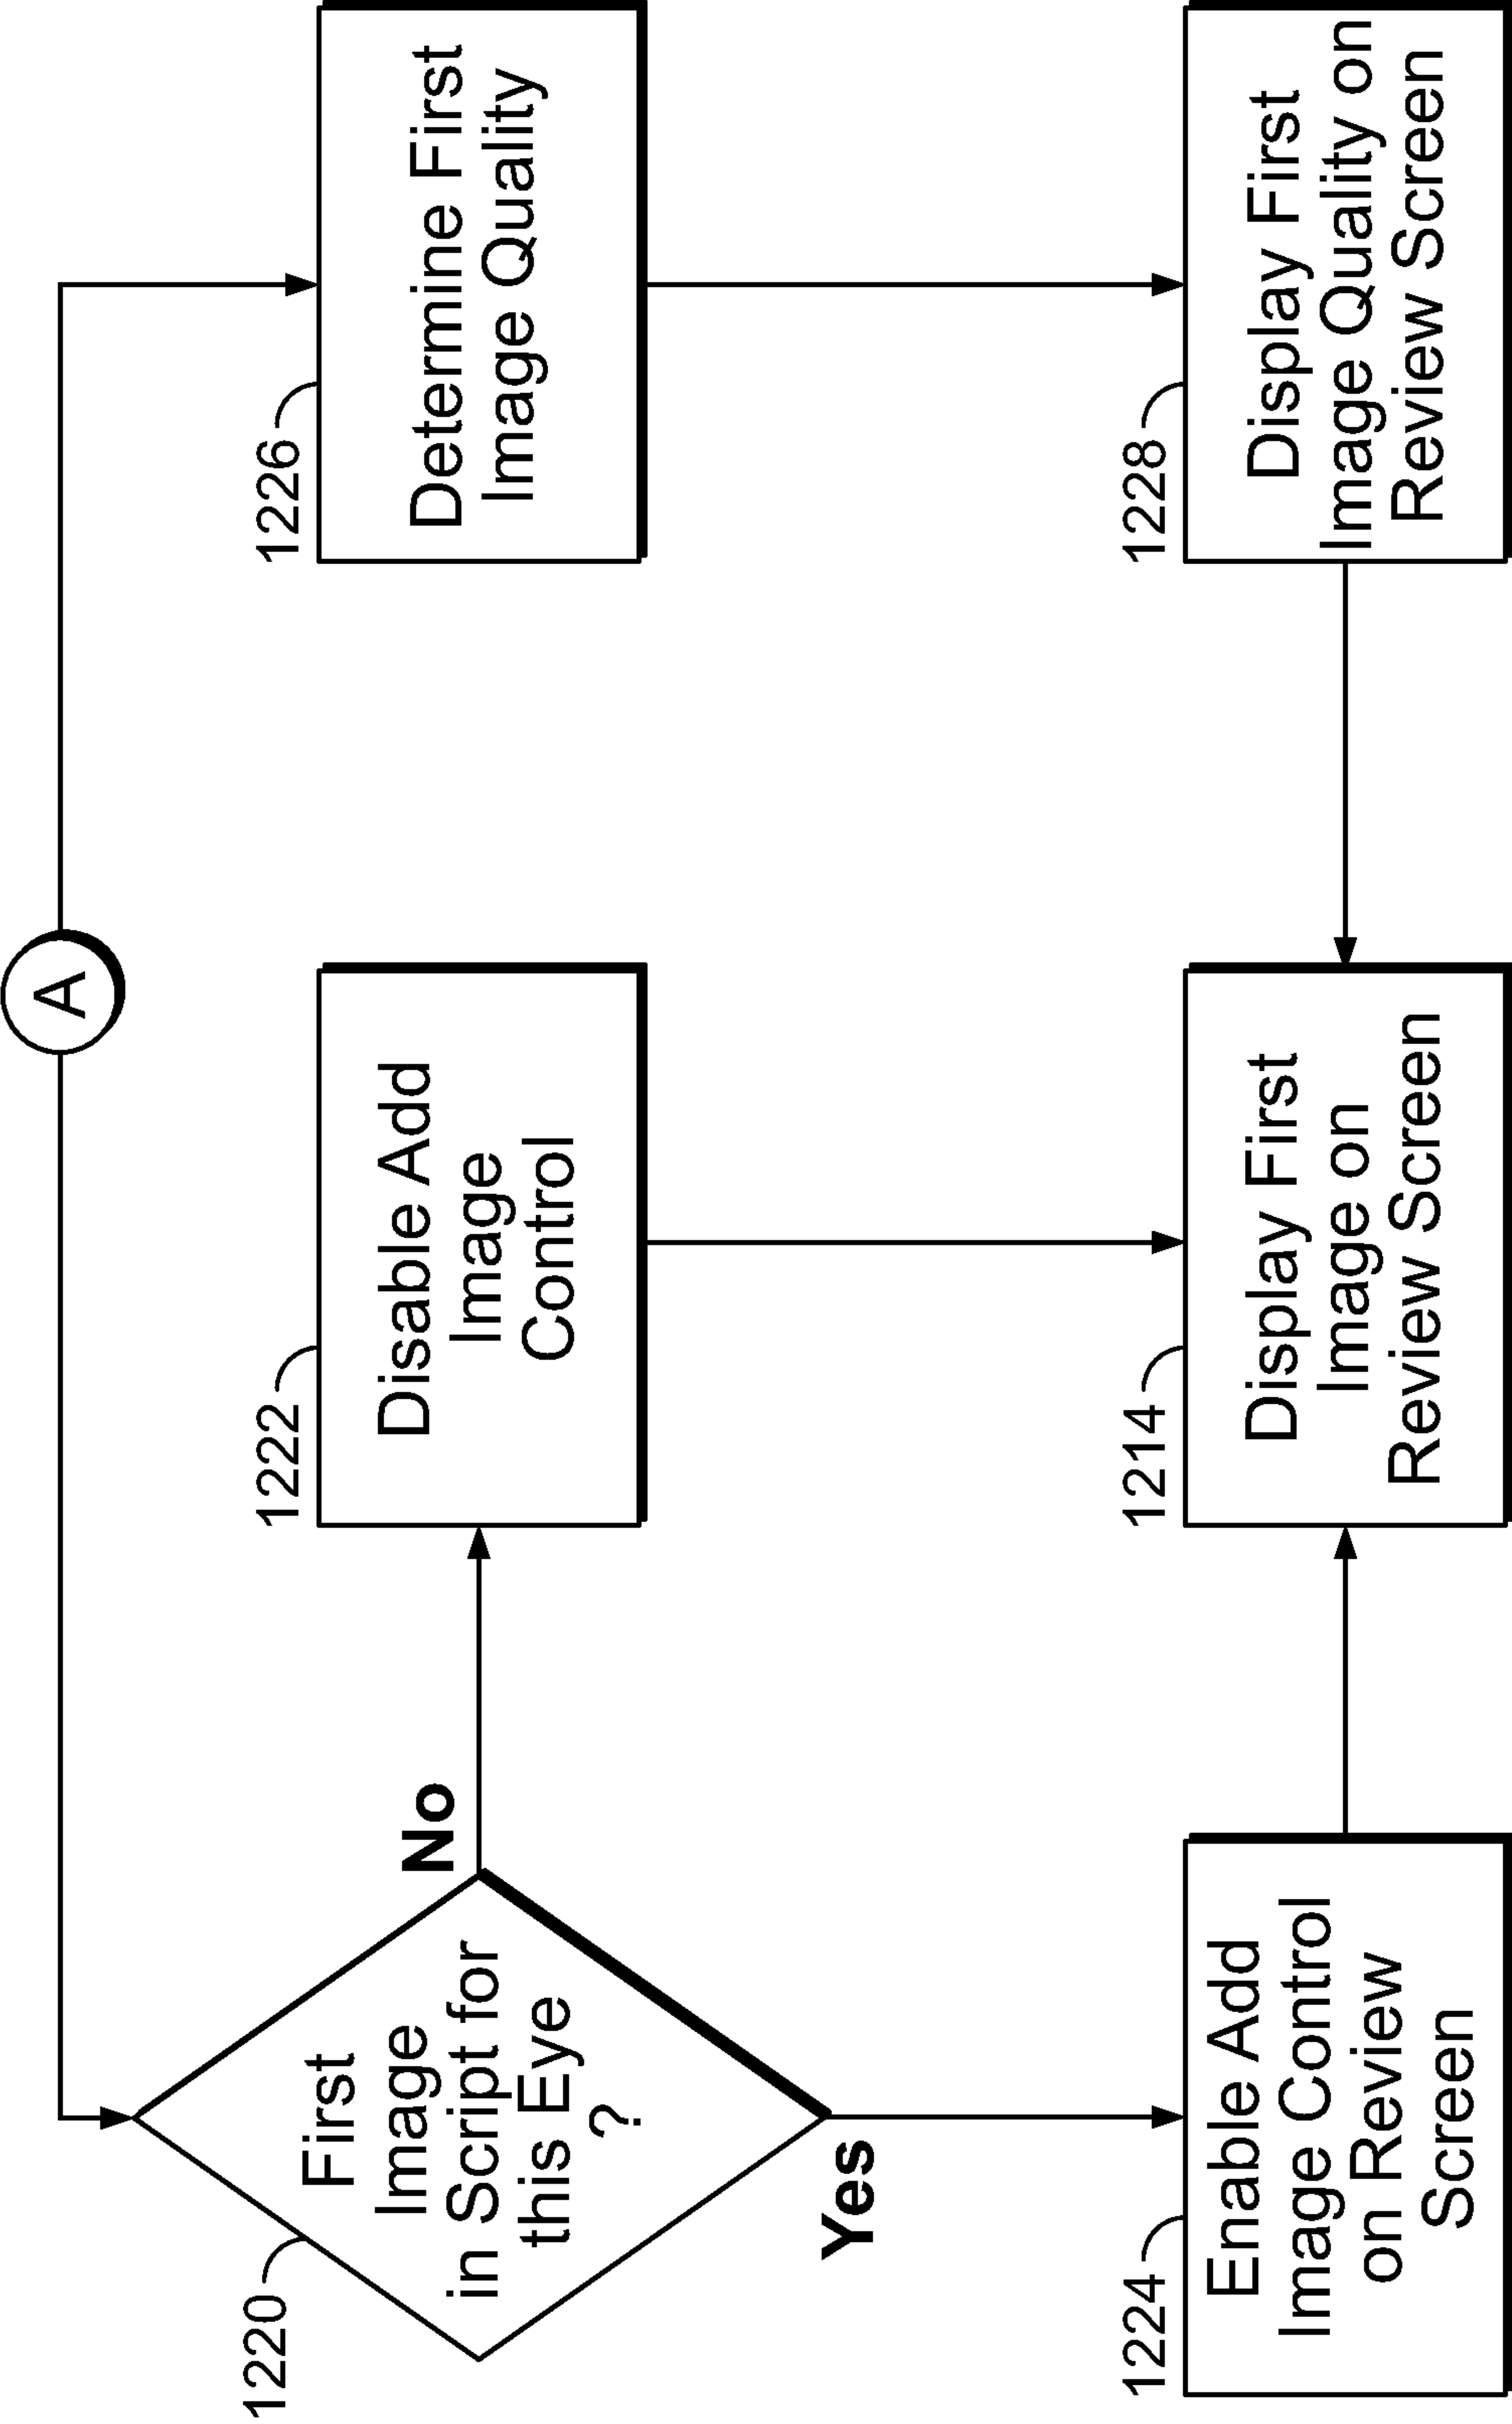 A
1220
First
Image
in Script for
this Eye
?
No
Yes
1222
Disable Add
Image
Control
1226
Determine First
Image Quality
1224
Enable Add
Image Control
on Review
Screen
1214
Display First
Image on
Review Screen
1228
Display First
Image Quality on
Review Screen